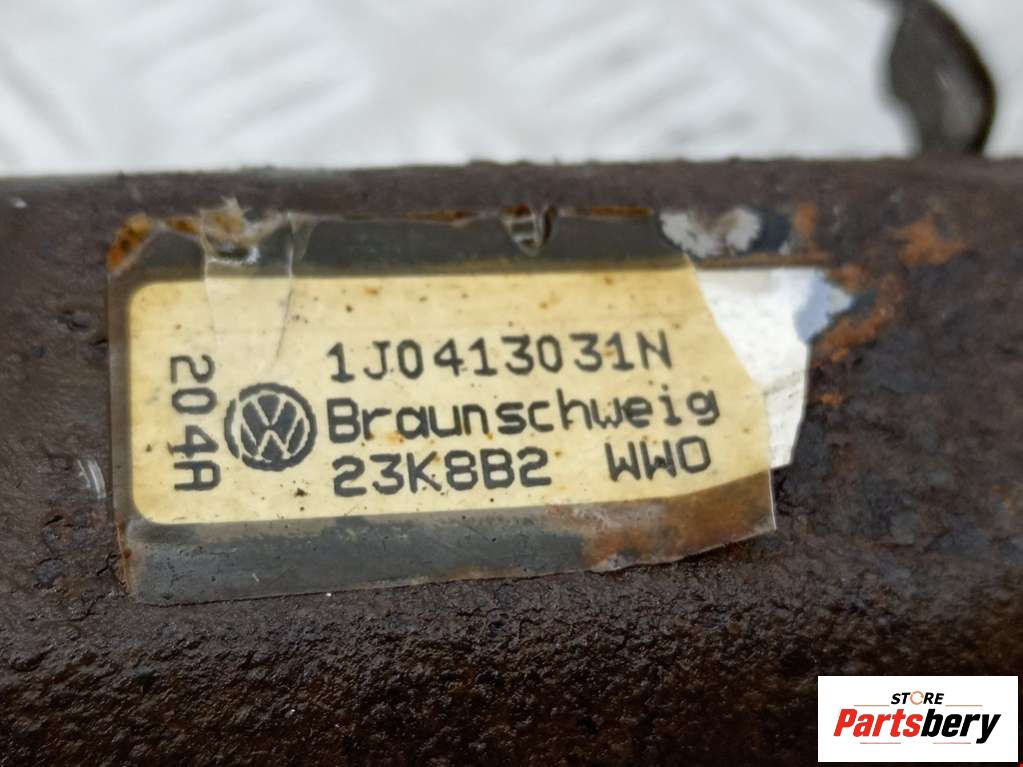 1J0413031N
204A
Braunschweig
23K8B2 WWO
STORE
Partsbery